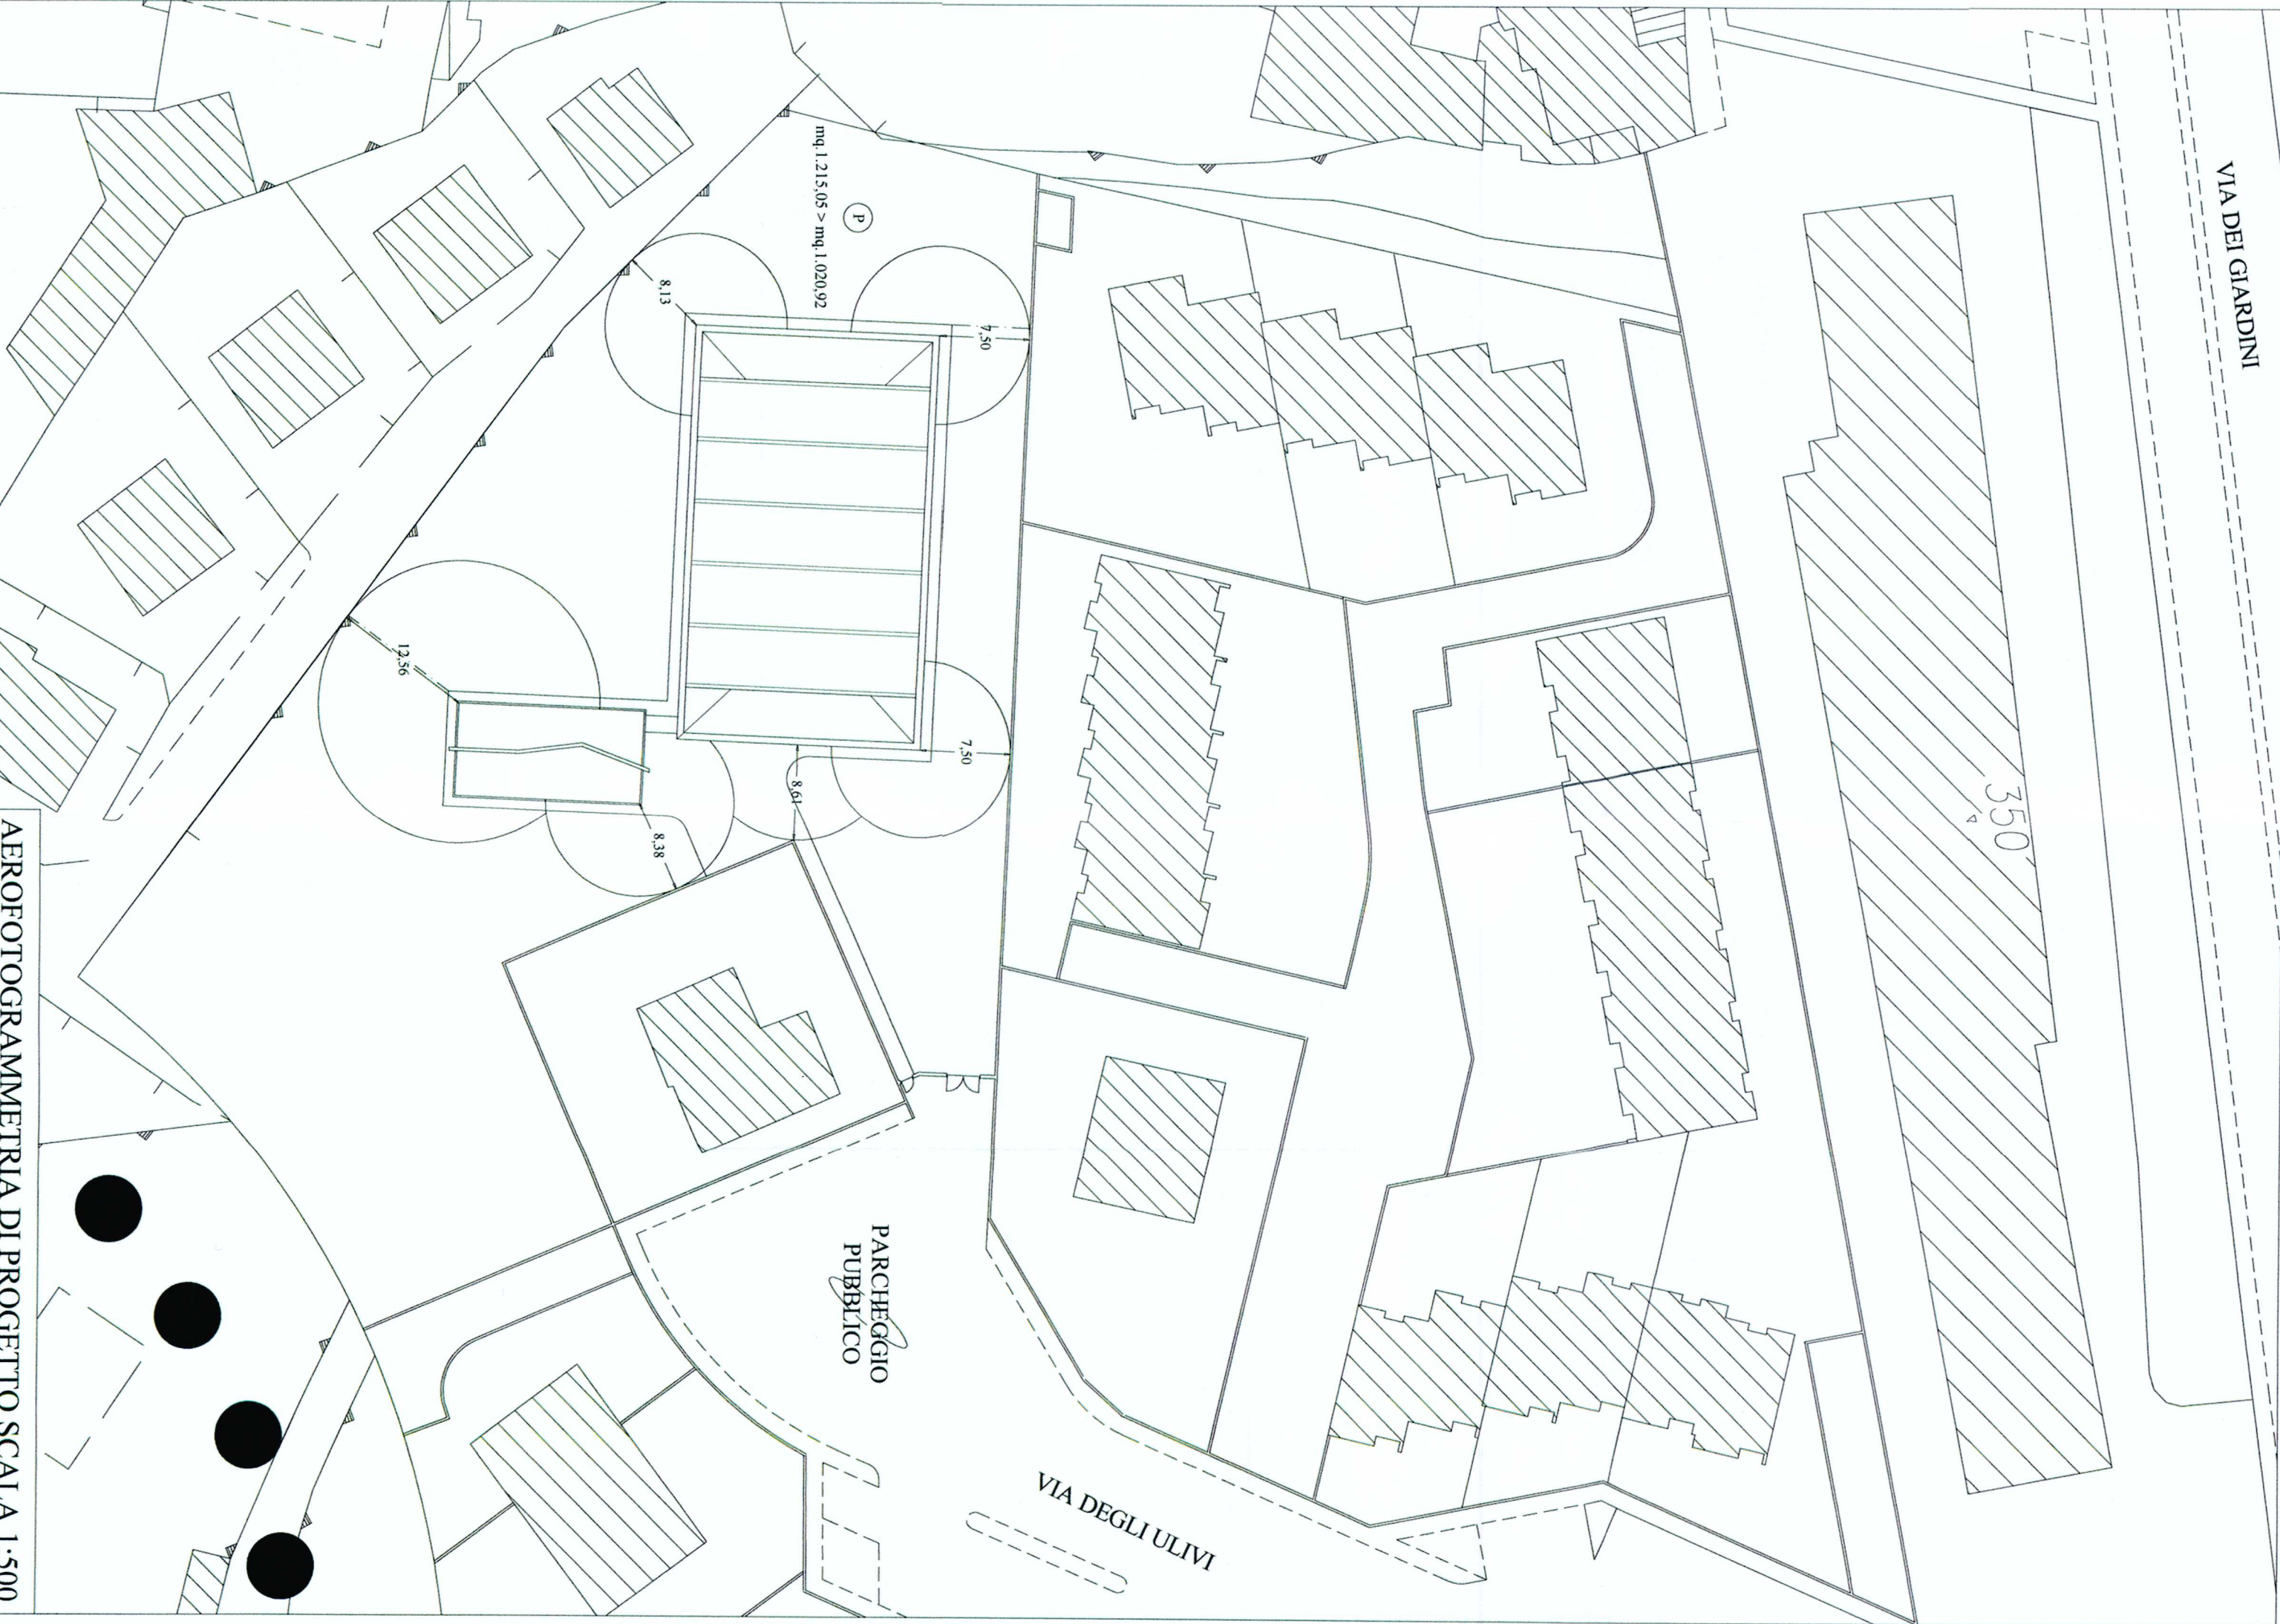 VIA DEI GIARDINI
mq.1.215,05 > mq.1.020,92
P
8,13
7,50
12,56
7,50
8,61
8,38
350
PARCHEGGIO
PUBBLICO
VIA DEGLI ULIVI
AEROFOTOGRAMMETRIA DI PROGETTO SCALA 1:500